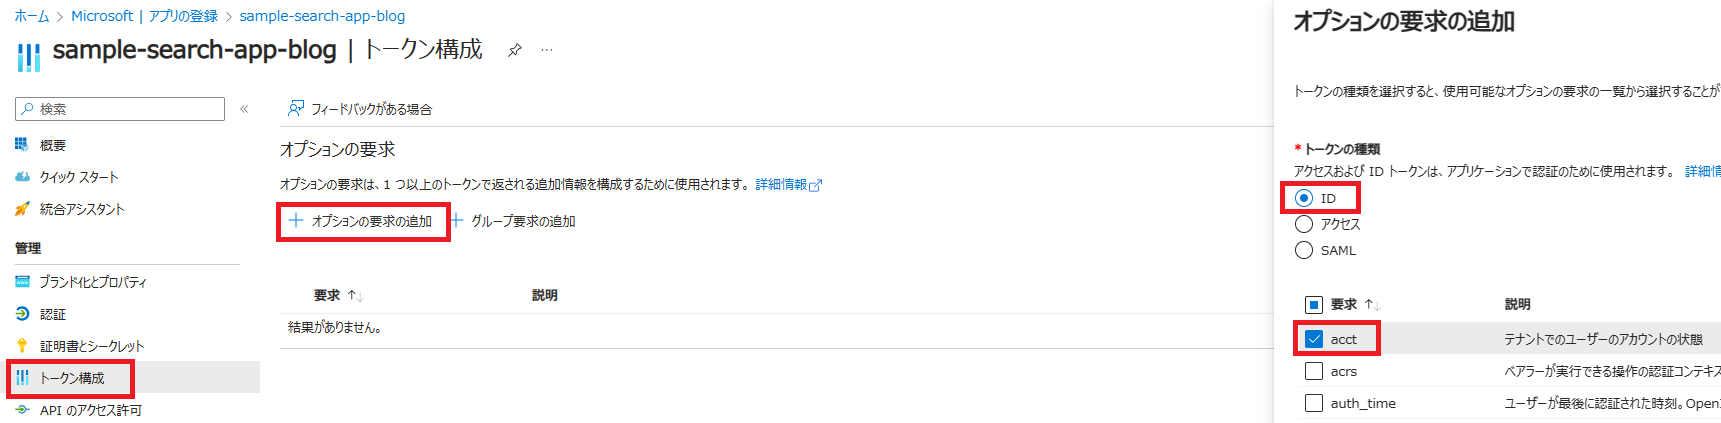 ホーム > Microsoft | アプリの登録 > sample-search-app-blog
sample-search-app-blog | トークン構成
検索
概要
クイック スタート
統合アシスタント
管理
ブランド化とプロパティ
認証
証明書とシークレット
トークン構成
API のアクセス許可
フィードバックがある場合
オプションの要求
オプションの要求は、1 つ以上のトークンで返される追加情報を構成するために使用されます。 詳細情報
オプションの要求の追加 グループ要求の追加
要求 ↑↓ 説明
結果がありません。
オプションの要求の追加
トークンの種類を選択すると、使用可能なオプションの要求の一覧から選択することが
* トークンの種類
アクセスおよび ID トークンは、アプリケーションで認証のために使用されます。 詳細情
ID
アクセス
SAML
要求 ↑↓ 説明
acct テナントでのユーザーのアカウントの状態
acrs ベアラーが実行できる操作の認証コンテキス
auth_time ユーザーが最後に認証された時刻。OpenI